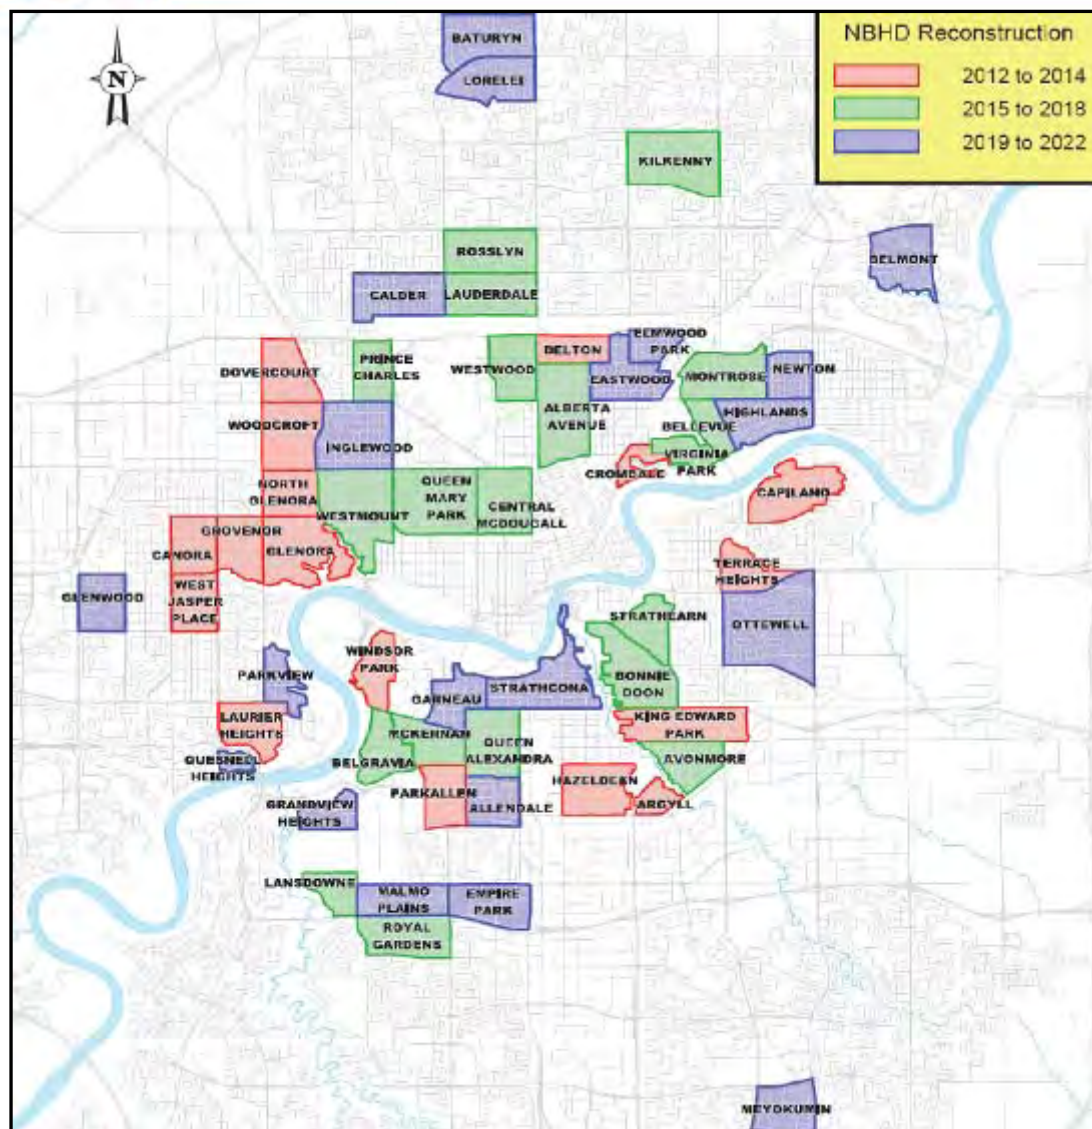 NBHD Reconstruction
2012 to 2014
2015 to 2018
2019 to 2022
N
BATURYN
LORELEI
KILKENNY
BELMONT
ROSSLYN
CALDER
LAUDERDALE
DOVERCOURT
PRINCE
CHARLES
WESTWOOD
DELTON
ELMWOOD
PARK
EASTWOOD
MONTROSE
NEWTON
WOODCROFT
ALBERTA
AVENUE
HIGHLANDS
BELLEVUE
INGLEWOOD
VIRGINIA
PARK
CROMDALE
NORTH
GLENORA
QUEEN
MARY
PARK
CENTRAL
MCDOUGALL
WESTMOUNT
CAPILANO
GROVENOR
CANORA
GLENORA
TERRACE
HEIGHTS
WEST
JASPER
PLACE
GLENWOOD
STRATHEARN
OTTEWELL
WINDSOR
PARK
PARKVIEW
BONNIE
DOON
GARNEAU
STRATHCONA
LAURIER
HEIGHTS
KING EDWARD
PARK
MCKERNAN
QUEEN
ALEXANDRA
AVONMORE
QUESNELL
HEIGHTS
BELGRAVIA
HAZELDEAN
PARKALLEN
ARGYLL
GRANDVIEW
HEIGHTS
ALLENDALE
LANSDOWNE
MALMO
PLAINS
EMPIRE
PARK
ROYAL
GARDENS
MEYOKUMIN